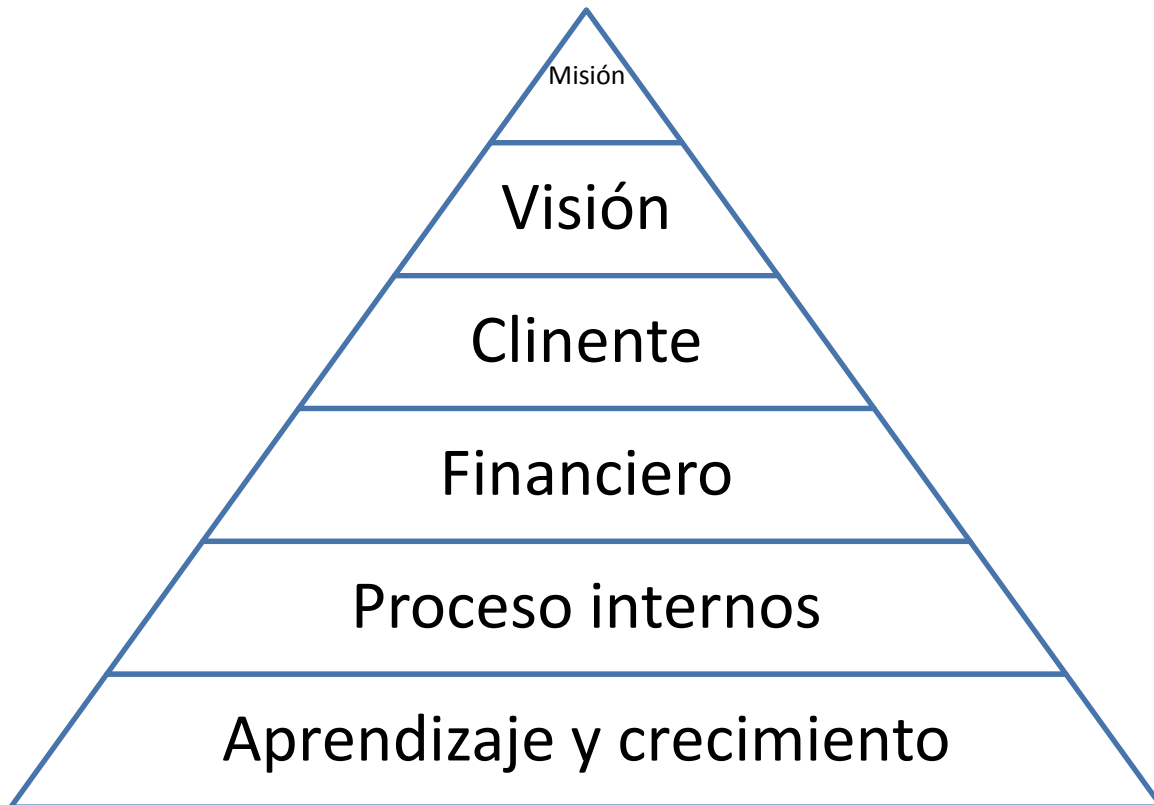 Misión
Visión
Clinente
Financiero
Proceso internos
Aprendizaje y crecimiento